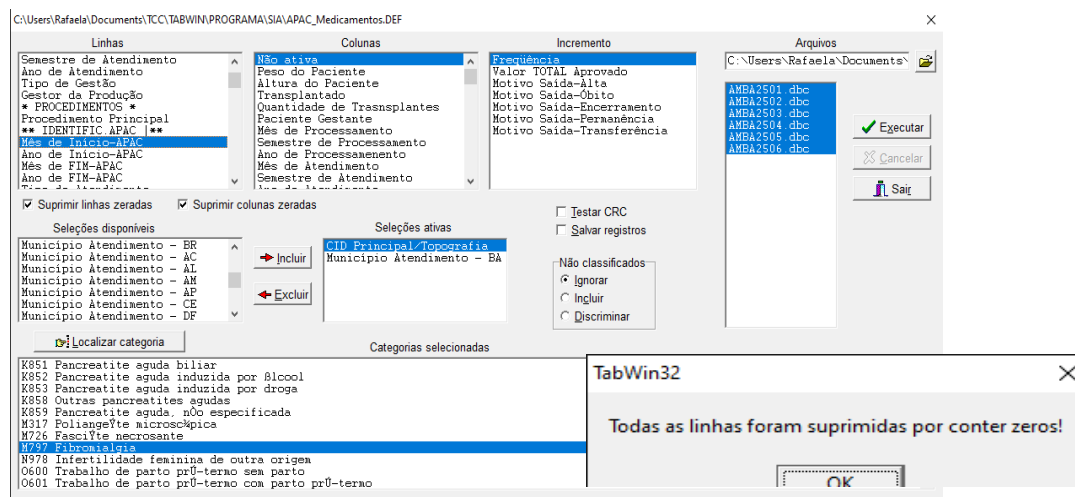 C:\Users\Rafaela\Documents\TCC\TABWIN\PROGRAMA\SIA\APAC_Medicamentos.DEF
Linhas
Semestre de Atendimento
Ano de Atendimento
Tipo de Gestão
Gestor da Produção
* PROCEDIMENTOS *
Procedimento Principal
** IDENTIFIC.APAC |**
Mês de Início-APAC
Ano de Início-APAC
Mês de FIM-APAC
Ano de FIM-APAC
Tipo de Atendimento
Colunas
Não ativa
Peso do Paciente
Altura do Paciente
Transplantado
Quantidade de Trasnsplantes
Paciente Gestante
Mês de Processamento
Semestre de Processamento
Ano de Processamenento
Mês de Atendimento
Semestre de Atendimento
Ano de Atendimento
Incremento
Freqüência
Valor TOTAL Aprovado
Motivo Saída-Alta
Motivo Saída-Óbito
Motivo Saída-Encerramento
Motivo Saída-Permanência
Motivo Saída-Transferência
Arquivos
C:\Users\Rafaela\Documents\
AMBA2501.dbc
AMBA2502.dbc
AMBA2503.dbc
AMBA2504.dbc
AMBA2505.dbc
AMBA2506.dbc
Executar
Cancelar
Sair
Suprimir linhas zeradas
Suprimir colunas zeradas
Seleções disponíveis
Município Atendimento - BR
Município Atendimento - AC
Município Atendimento - AL
Município Atendimento - AM
Município Atendimento - AP
Município Atendimento - CE
Município Atendimento - DF
Incluir
Excluir
Seleções ativas
CID Principal/Topografia
Município Atendimento - BA
Testar CRC
Salvar registros
Não classificados
Ignorar
Incluir
Discriminar
Localizar categoria
Categorias selecionadas
K851 Pancreatite aguda biliar
K852 Pancreatite aguda induzida por ßlcool
K853 Pancreatite aguda induzida por droga
K858 Outras pancreatites agudas
K859 Pancreatite aguda, nÒo especificada
M317 PoliangeŸte microsc¾pica
M726 FasciŸte necrosante
M797 Fibromialgia
N978 Infertilidade feminina de outra origem
O600 Trabalho de parto prÚ-termo sem parto
O601 Trabalho de parto prÚ-termo com parto prÚ-termo
TabWin32
Todas as linhas foram suprimidas por conter zeros!
OK